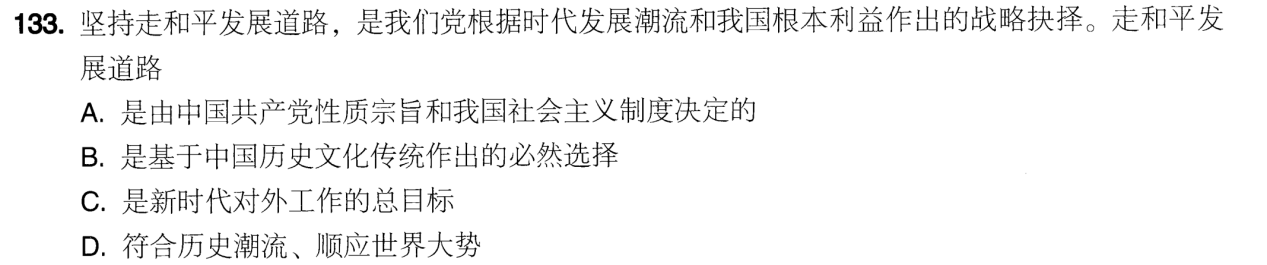 133. 坚持走和平发展道路，是我们党根据时代发展潮流和我国根本利益作出的战略抉择。走和平发
展道路
A. 是由中国共产党性质宗旨和我国社会主义制度决定的
B. 是基于中国历史文化传统作出的必然选择
C. 是新时代对外工作的总目标
D. 符合历史潮流、顺应世界大势